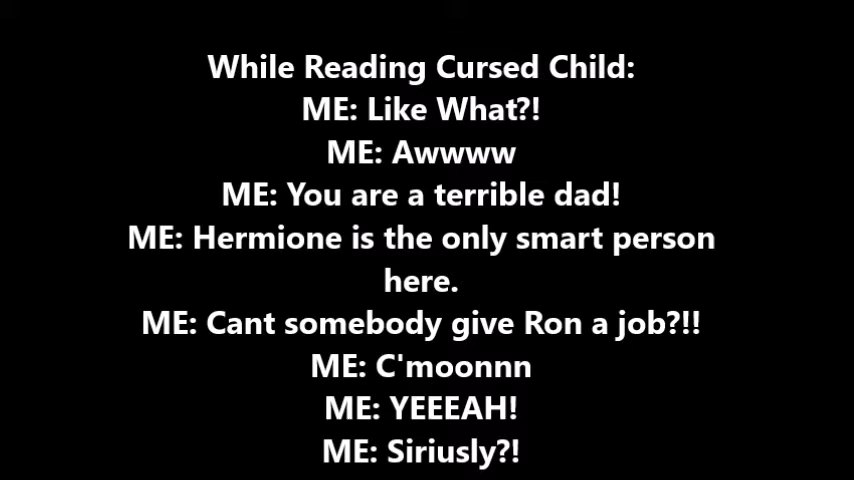 While Reading Cursed Child:
ME: Like What?!
ME: Awwww
ME: You are a terrible dad!
ME: Hermione is the only smart person
here.
ME: Cant somebody give Ron a job?!!
ME: C'moonnn
ME: YEEEAH!
ME: Siriusly?!